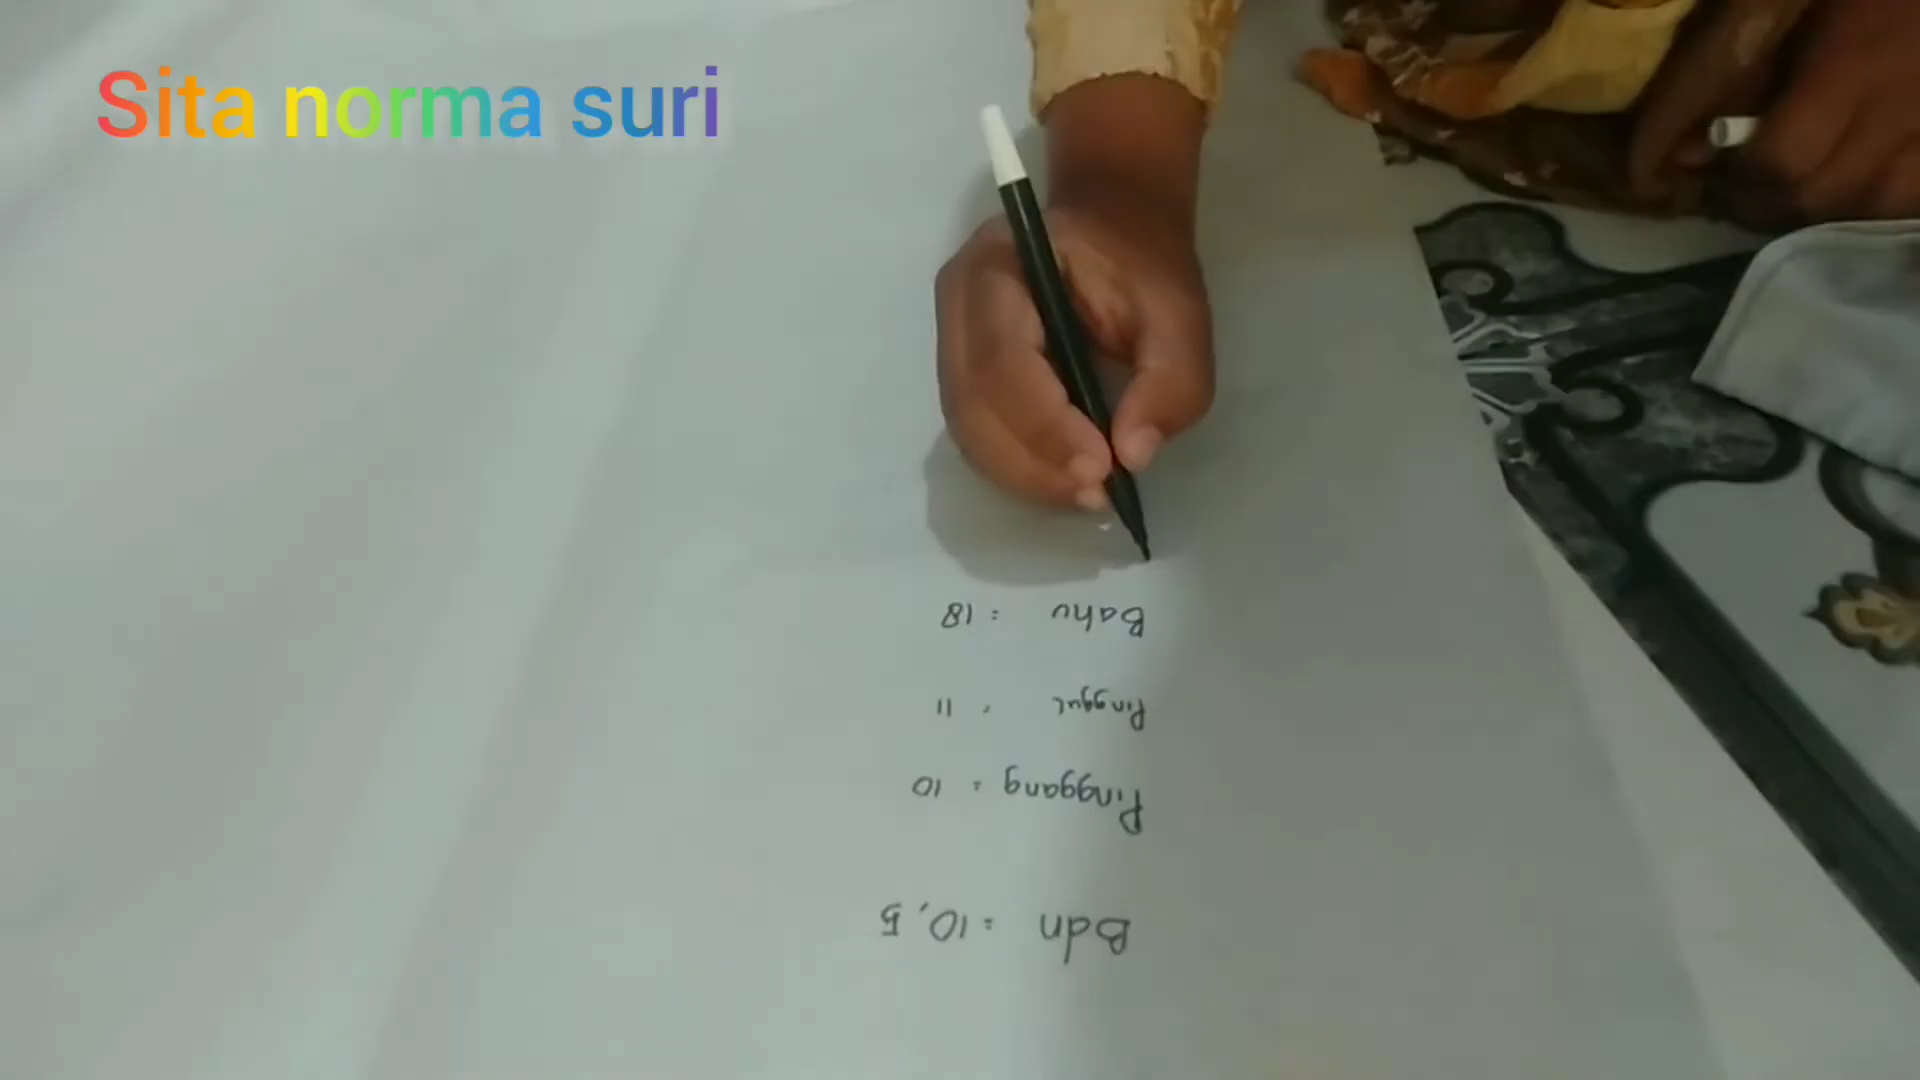 Sita norma suri
Bdn = 10,5
Pinggang = 10
Pinggul = 11
Bahu = 18